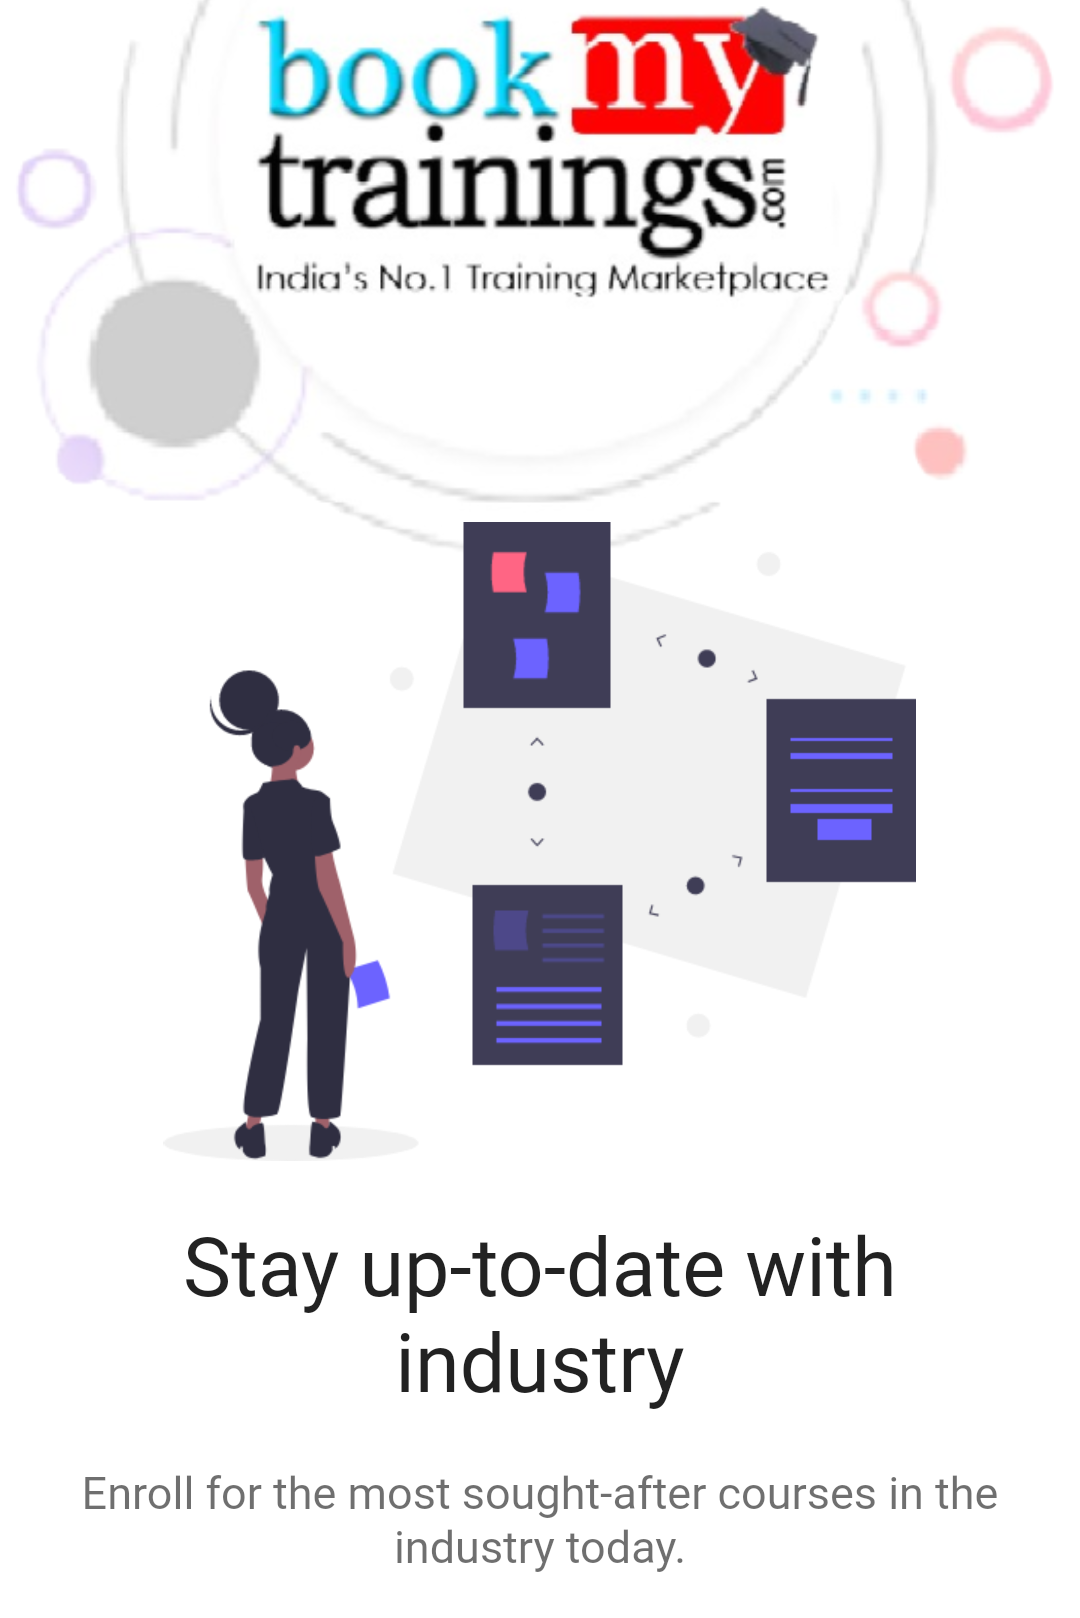 book my
trainings.com
India's No.1 Training Marketplace
Stay up-to-date with
industry
Enroll for the most sought-after courses in the
industry today.